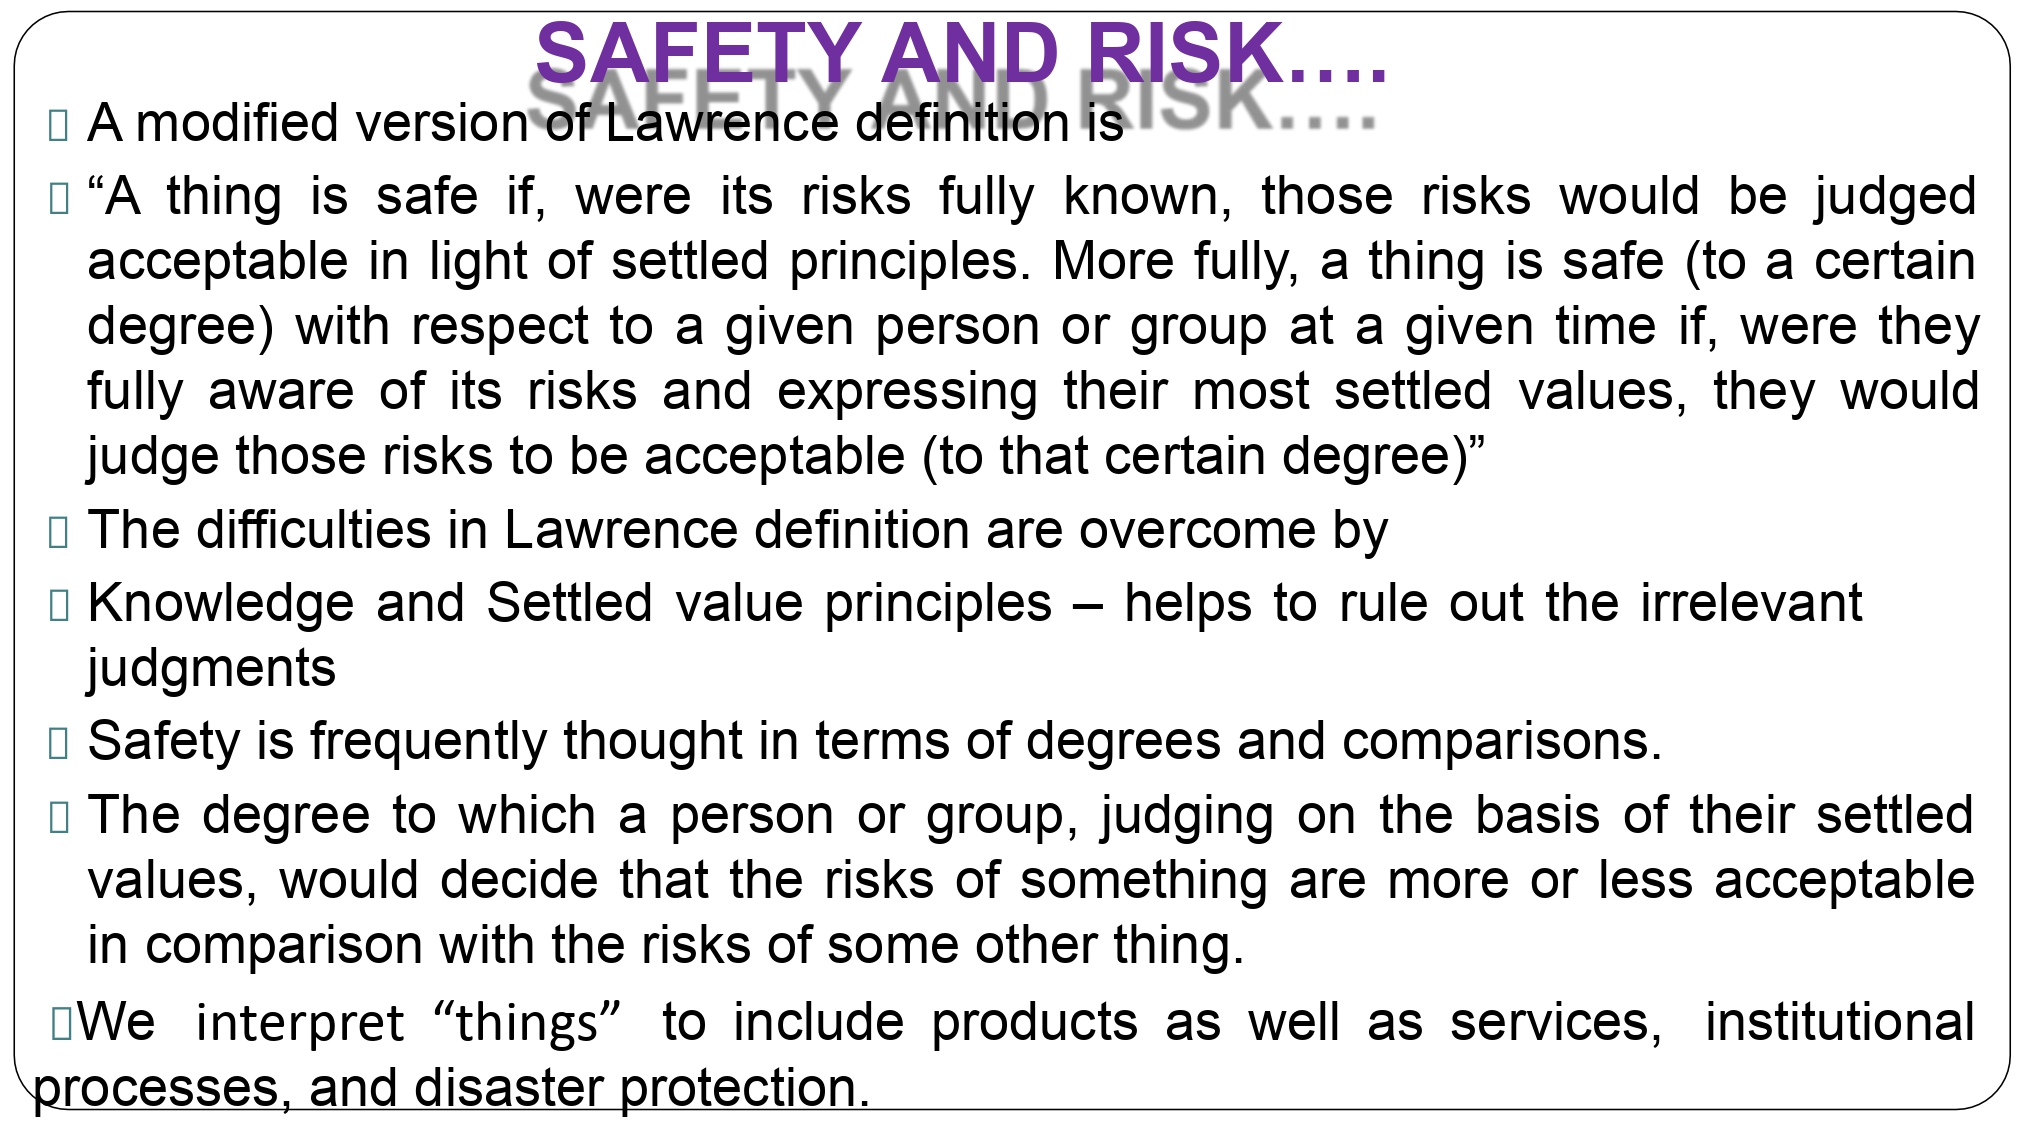 SAFETY AND RISK....
A modified version of Lawrence definition is
“A thing is safe if, were its risks fully known, those risks would be judged
acceptable in light of settled principles. More fully, a thing is safe (to a certain
degree) with respect to a given person or group at a given time if, were they
fully aware of its risks and expressing their most settled values, they would
judge those risks to be acceptable (to that certain degree)”
The difficulties in Lawrence definition are overcome by
Knowledge and Settled value principles – helps to rule out the irrelevant
judgments
Safety is frequently thought in terms of degrees and comparisons.
The degree to which a person or group, judging on the basis of their settled
values, would decide that the risks of something are more or less acceptable
in comparison with the risks of some other thing.
We interpret “things” to include products as well as services, institutional
processes, and disaster protection.